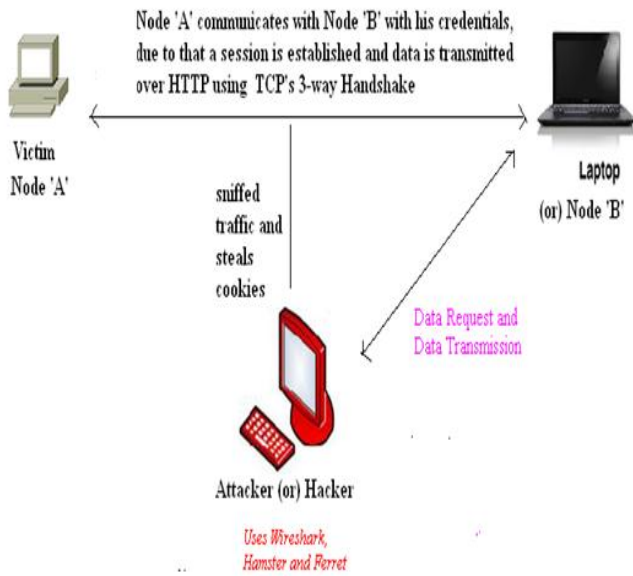 Node 'A' communicates with Node 'B' with his credentials,
due to that a session is established and data is transmitted
over HTTP using TCP's 3-way Handshake
Victim
Node 'A'
Laptop
(or) Node 'B'
sniffed
traffic and
steals
cookies
Data Request and
Data Transmission
Attacker (or) Hacker
Uses Wireshark,
Hamster and Ferret